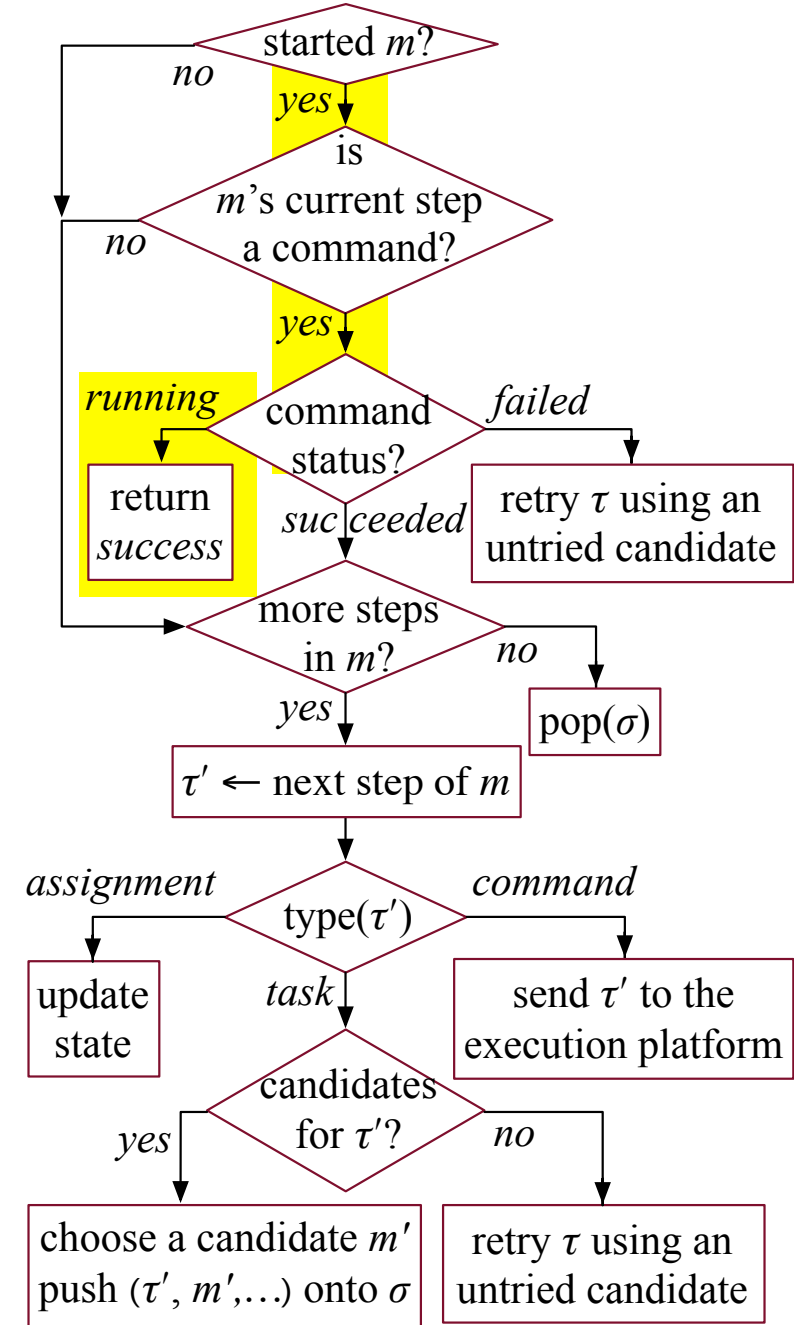 started m?
no
yes
is
m's current step
a command?
no
yes
running
command
status?
failed
return
success
succeeded
retry τ using an
untried candidate
more steps
in m?
no
yes
pop(σ)
τ′ ← next step of m
assignment
type(τ′)
command
update
state
task
send τ′ to the
execution platform
candidates
for τ′?
yes
no
choose a candidate m′
push (τ′, m′,…) onto σ
retry τ using an
untried candidate